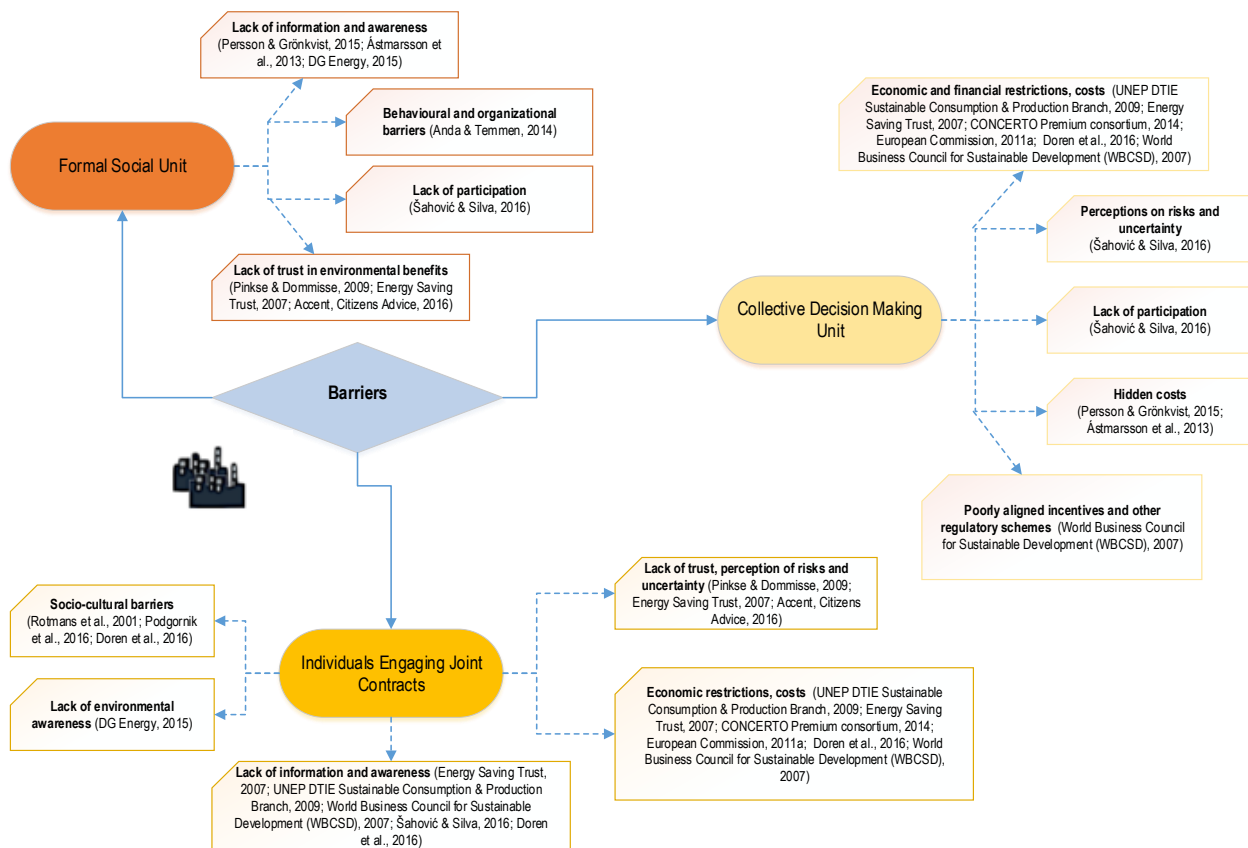 Lack of information and awareness
(Persson & Grönkvist, 2015; Ástmarsson
et al., 2013; DG Energy, 2015)
Behavioural and organizational
barriers (Anda & Temmen, 2014)
Formal Social Unit
Lack of participation
(Šahović & Silva, 2016)
Lack of trust in environmental benefits
(Pinkse & Dommisse, 2009; Energy Saving
Trust, 2007; Accent, Citizens Advice, 2016)
Economic and financial restrictions, costs (UNEP DTIE
Sustainable Consumption & Production Branch, 2009; Energy
Saving Trust, 2007; CONCERTO Premium consortium, 2014;
European Commission, 2011a; Doren et al., 2016; World
Business Council for Sustainable Development (WBCSD), 2007)
Perceptions on risks and
uncertainty
(Šahović & Silva, 2016)
Collective Decision Making
Unit
Lack of participation
(Šahović & Silva, 2016)
Hidden costs
(Persson & Grönkvist, 2015;
Ástmarsson et al., 2013)
Poorly aligned incentives and other
regulatory schemes (World Business Council
for Sustainable Development (WBCSD), 2007)
Barriers
Lack of trust, perception of risks and
uncertainty (Pinkse & Dommisse, 2009;
Energy Saving Trust, 2007; Accent, Citizens
Advice, 2016)
Socio-cultural barriers
(Rotmans et al., 2001; Podgornik
et al., 2016; Doren et al., 2016)
Individuals Engaging Joint
Contracts
Lack of environmental
awareness (DG Energy, 2015)
Economic restrictions, costs (UNEP DTIE Sustainable
Consumption & Production Branch, 2009; Energy Saving
Trust, 2007; CONCERTO Premium consortium, 2014;
European Commission, 2011a; Doren et al., 2016; World
Business Council for Sustainable Development (WBCSD),
2007)
Lack of information and awareness (Energy Saving Trust,
2007; UNEP DTIE Sustainable Consumption & Production
Branch, 2009; World Business Council for Sustainable
Development (WBCSD), 2007; Šahović & Silva, 2016; Doren
et al., 2016)